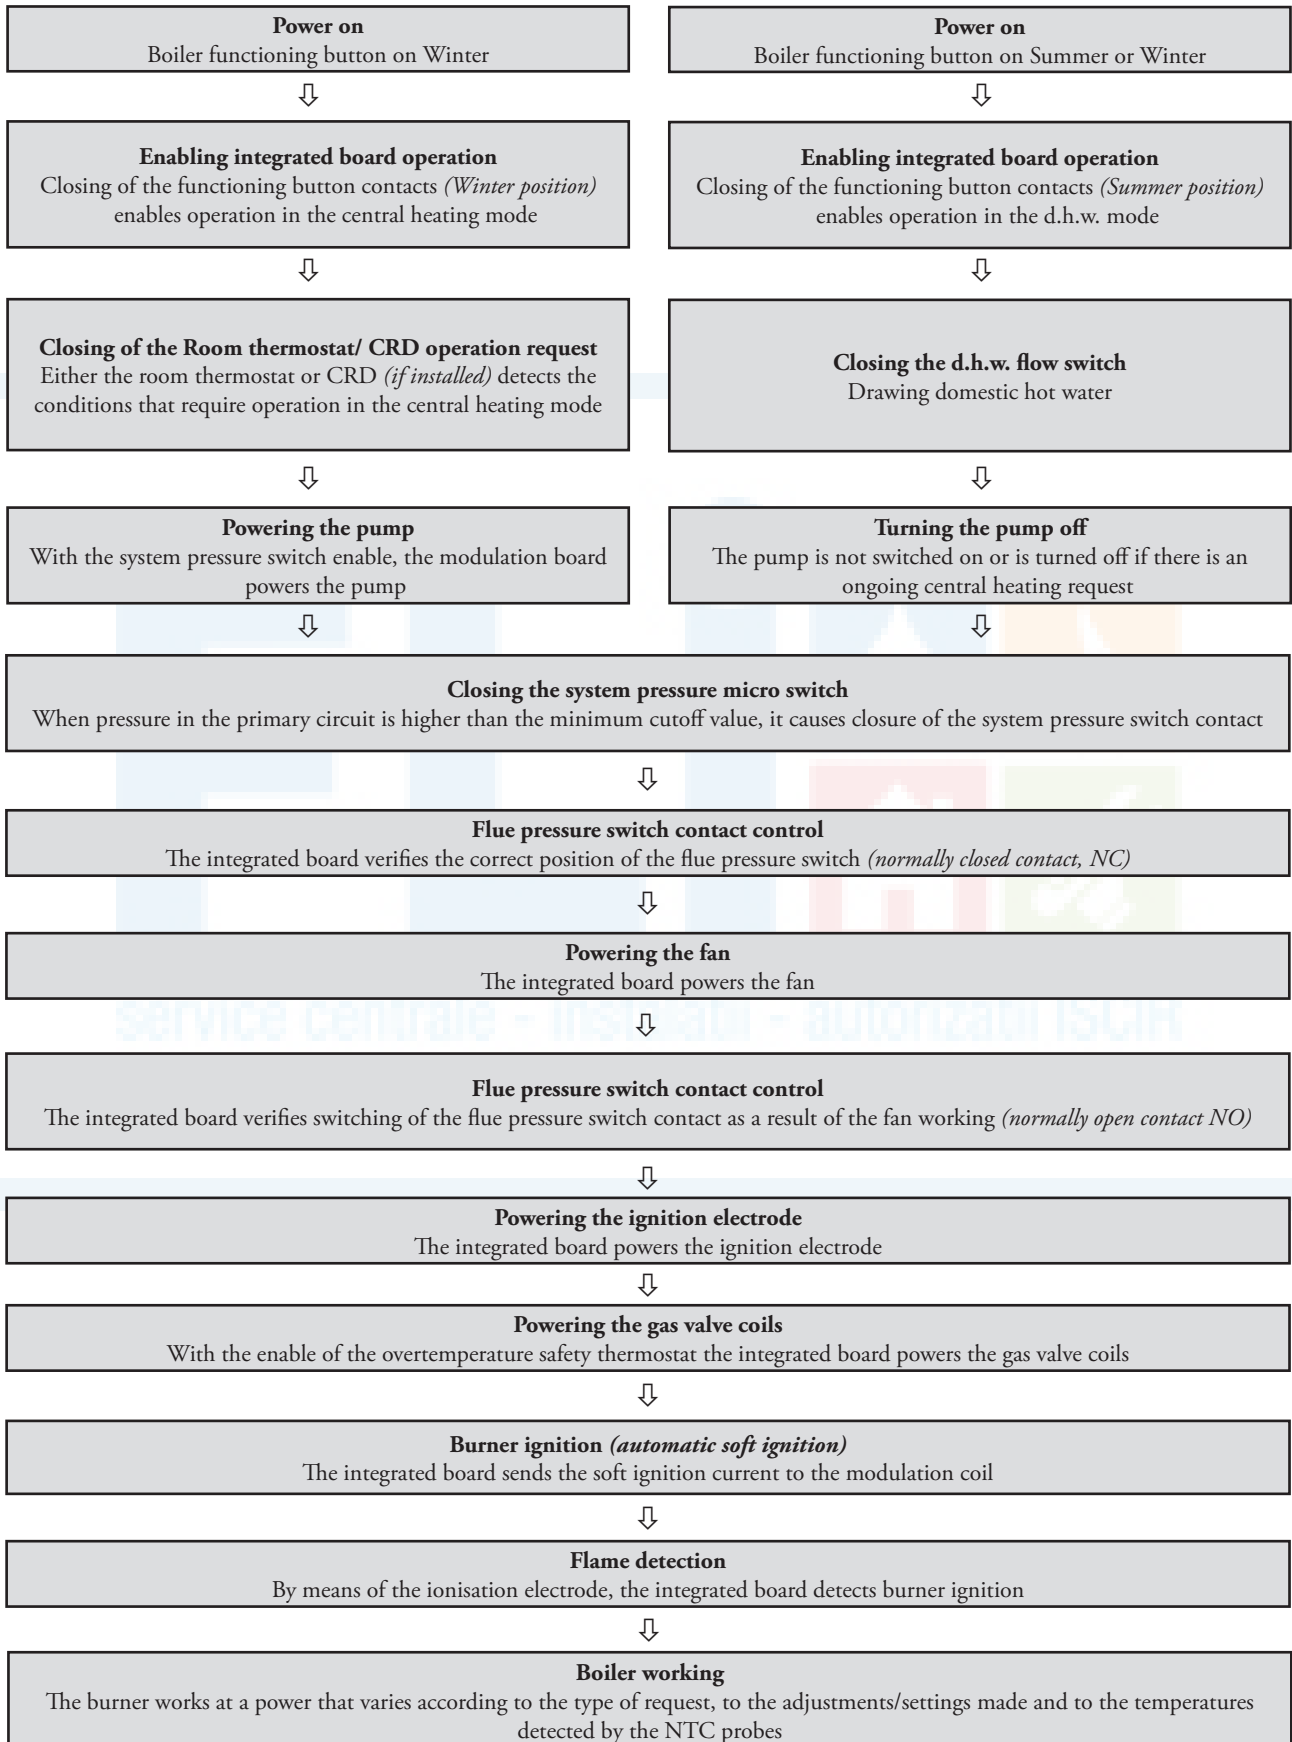 Power on
Boiler functioning button on Winter
Power on
Boiler functioning button on Summer or Winter
Enabling integrated board operation
Closing of the functioning button contacts (Winter position)
enables operation in the central heating mode
Enabling integrated board operation
Closing of the functioning button contacts (Summer position)
enables operation in the d.h.w. mode
Closing of the Room thermostat/ CRD operation request
Either the room thermostat or CRD (if installed) detects the
conditions that require operation in the central heating mode
Closing the d.h.w. flow switch
Drawing domestic hot water
Powering the pump
With the system pressure switch enable, the modulation board
powers the pump
Turning the pump off
The pump is not switched on or is turned off if there is an
ongoing central heating request
Closing the system pressure micro switch
When pressure in the primary circuit is higher than the minimum cutoff value, it causes closure of the system pressure switch contact
Flue pressure switch contact control
The integrated board verifies the correct position of the flue pressure switch (normally closed contact, NC)
Powering the fan
The integrated board powers the fan
service centrale - instalatii - autorizatii ISCIR
Flue pressure switch contact control
The integrated board verifies switching of the flue pressure switch contact as a result of the fan working (normally open contact NO)
Powering the ignition electrode
The integrated board powers the ignition electrode
Powering the gas valve coils
With the enable of the overtemperature safety thermostat the integrated board powers the gas valve coils
Burner ignition (automatic soft ignition)
The integrated board sends the soft ignition current to the modulation coil
Flame detection
By means of the ionisation electrode, the integrated board detects burner ignition
Boiler working
The burner works at a power that varies according to the type of request, to the adjustments/settings made and to the temperatures
detected by the NTC probes